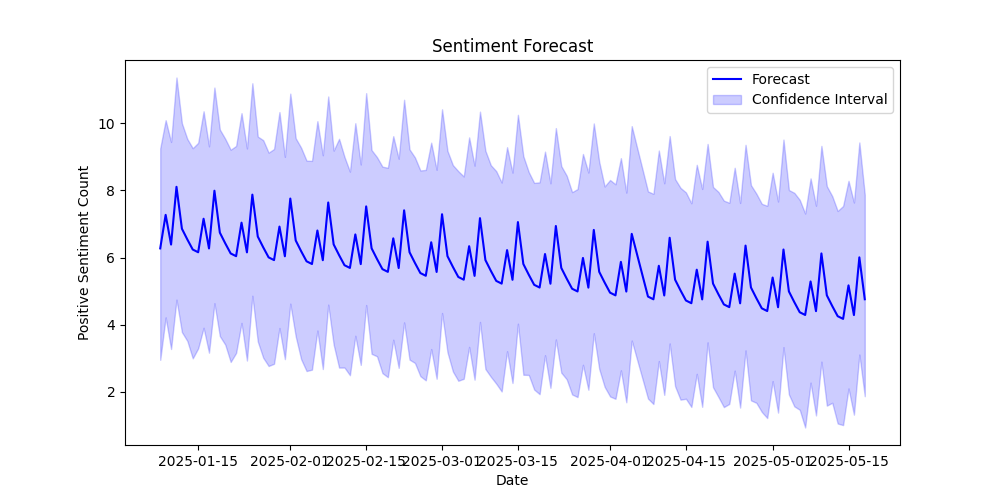 Sentiment Forecast
Forecast
Confidence Interval
Positive Sentiment Count
10
8
6
4
2
2025-01-15
2025-02-01
2025-02-15
2025-03-01
2025-03-15
2025-04-01
2025-04-15
2025-05-01
2025-05-15
Date